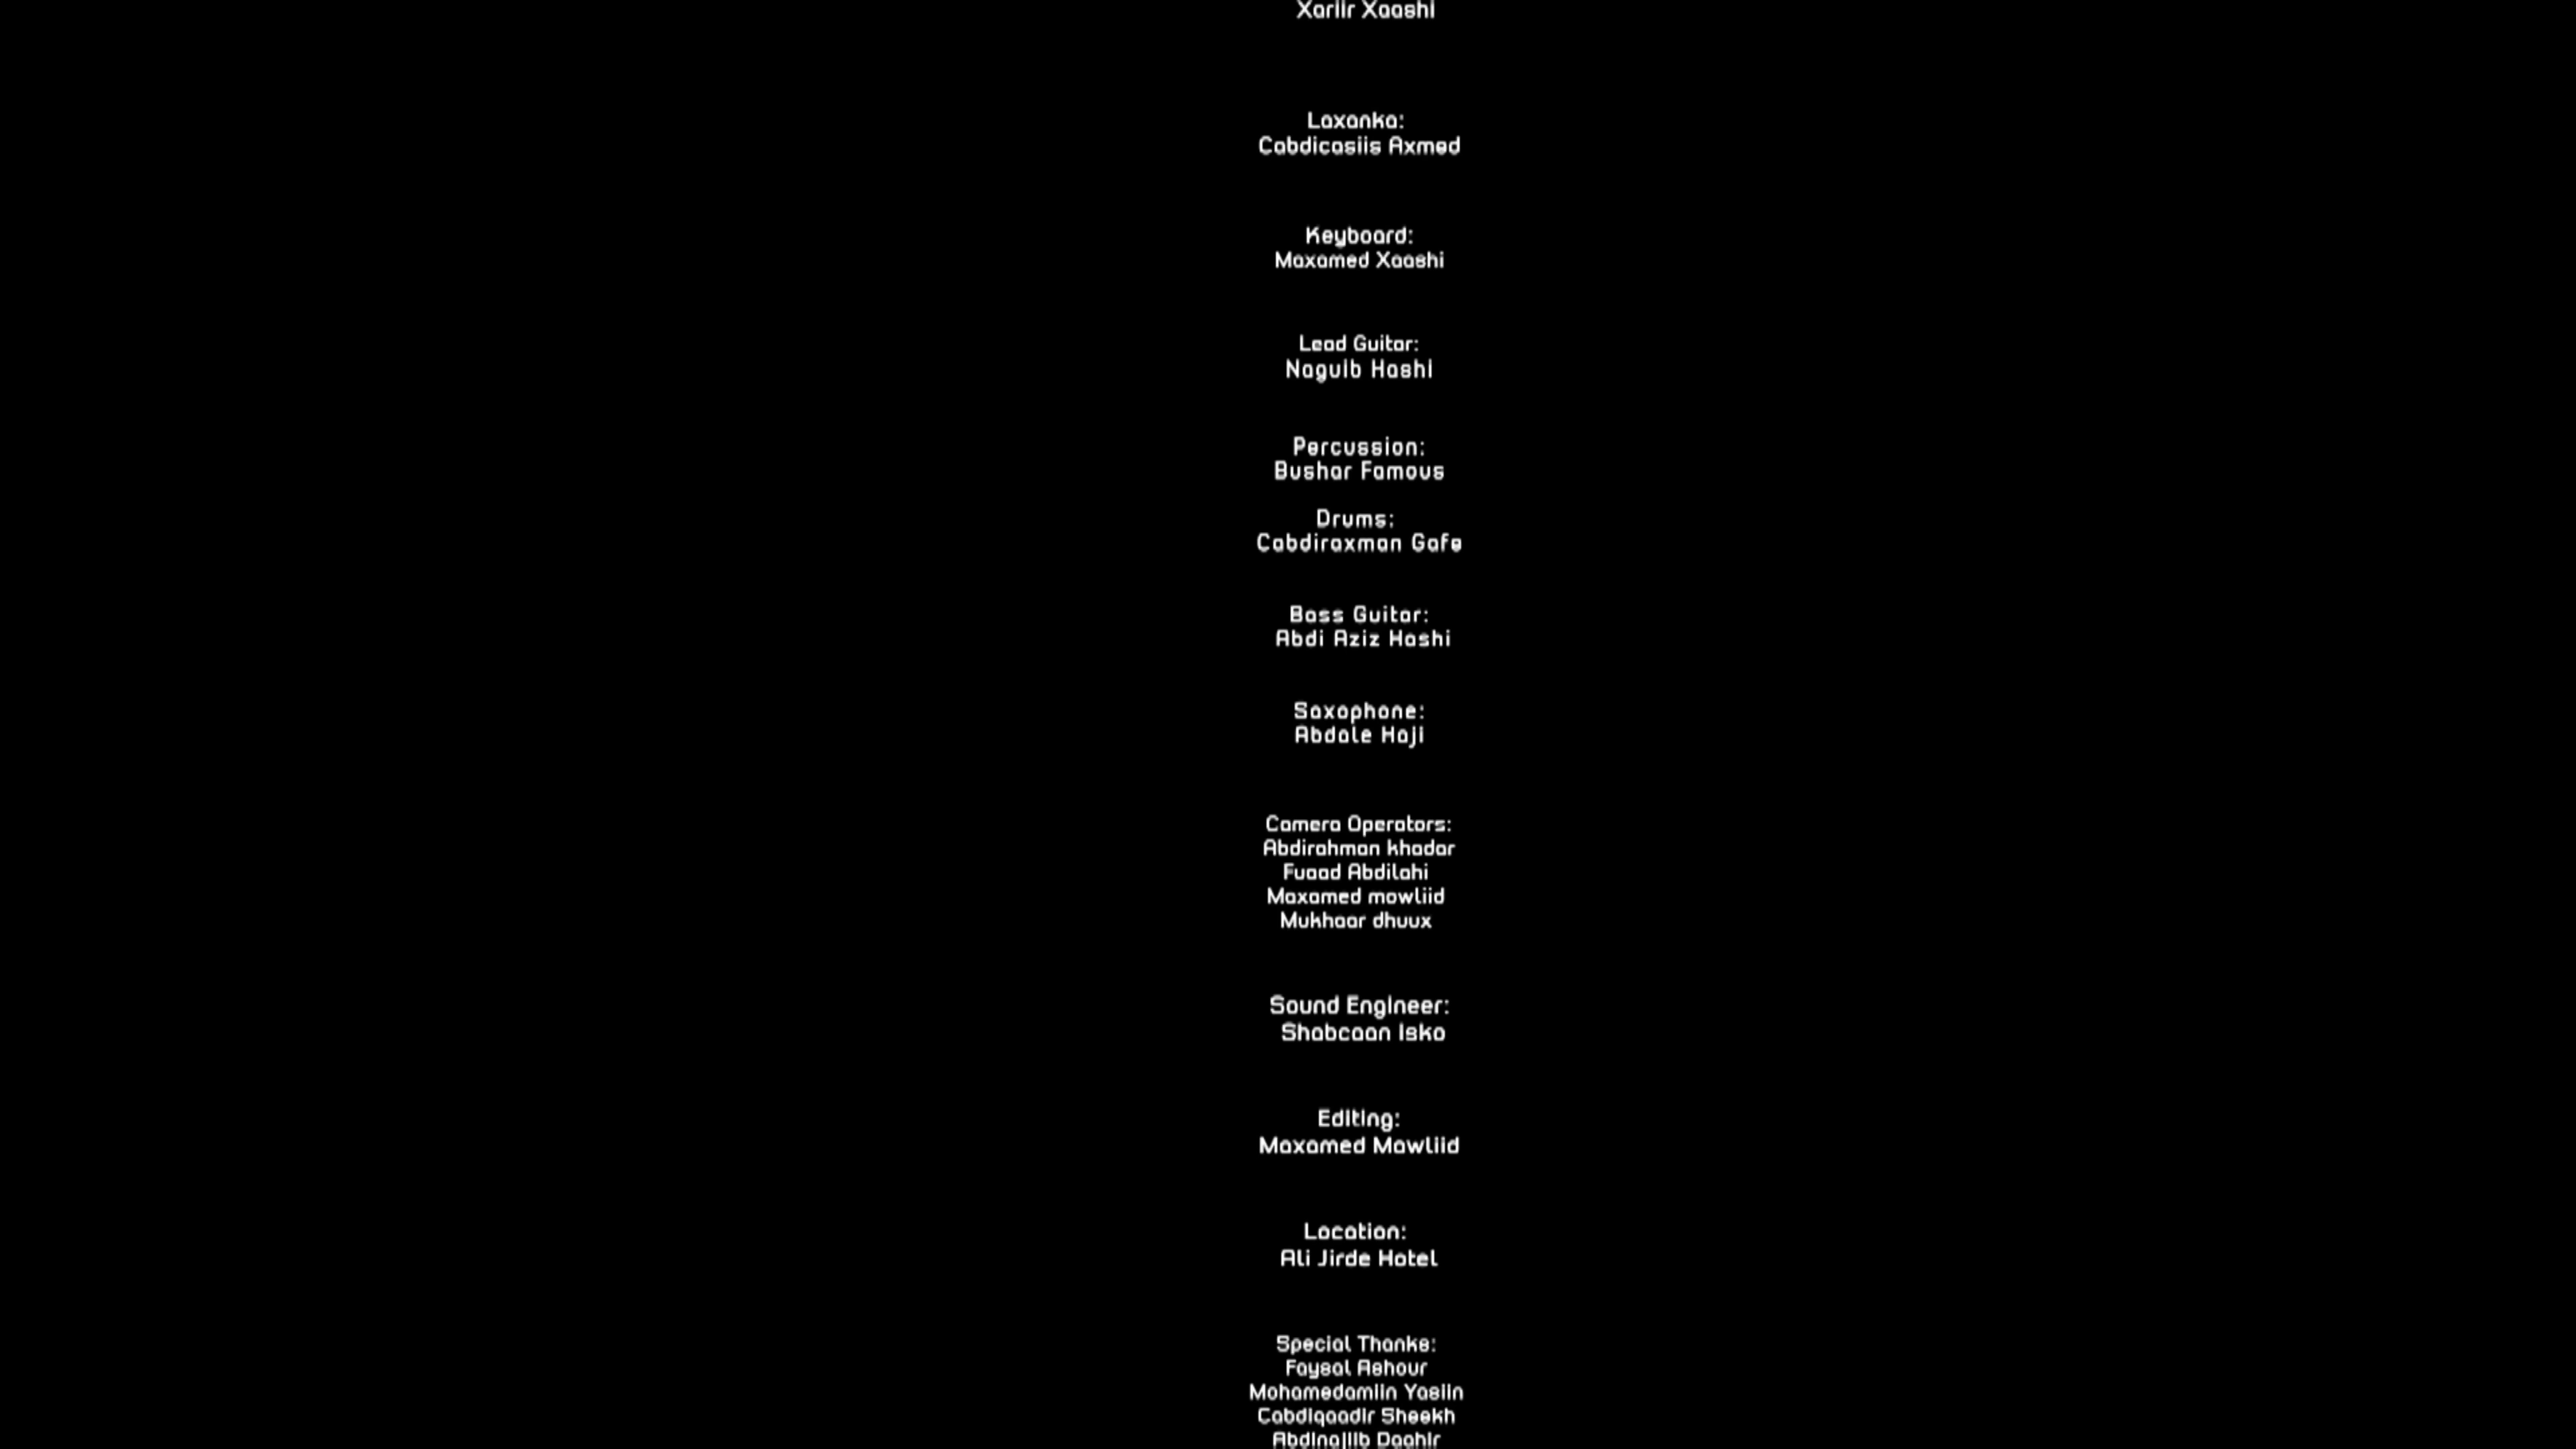 Xariir Xaashi
Laxanka:
Cabdicasiis Axmed
Keyboard:
Maxamed Xaashi
Lead Guitar:
Naguib Hashi
Percussion:
Bushar Famous
Drums:
Cabdiraxman Gafe
Bass Guitar:
Abdi Aziz Hashi
Saxophone:
Abdale Haji
Camera Operators:
Abdirahman khadar
Fuaad Abdilahi
Maxamed mowliid
Mukhaar dhuux
Sound Engineer:
Shabcaan Isko
Editing:
Maxamed Mawliid
Location:
Ali Jirde Hotel
Special Thanks:
Faysal Ashour
Mohamedamiin Yasiin
Cabdiqaadir Sheekh
Abdinajiib Daahir